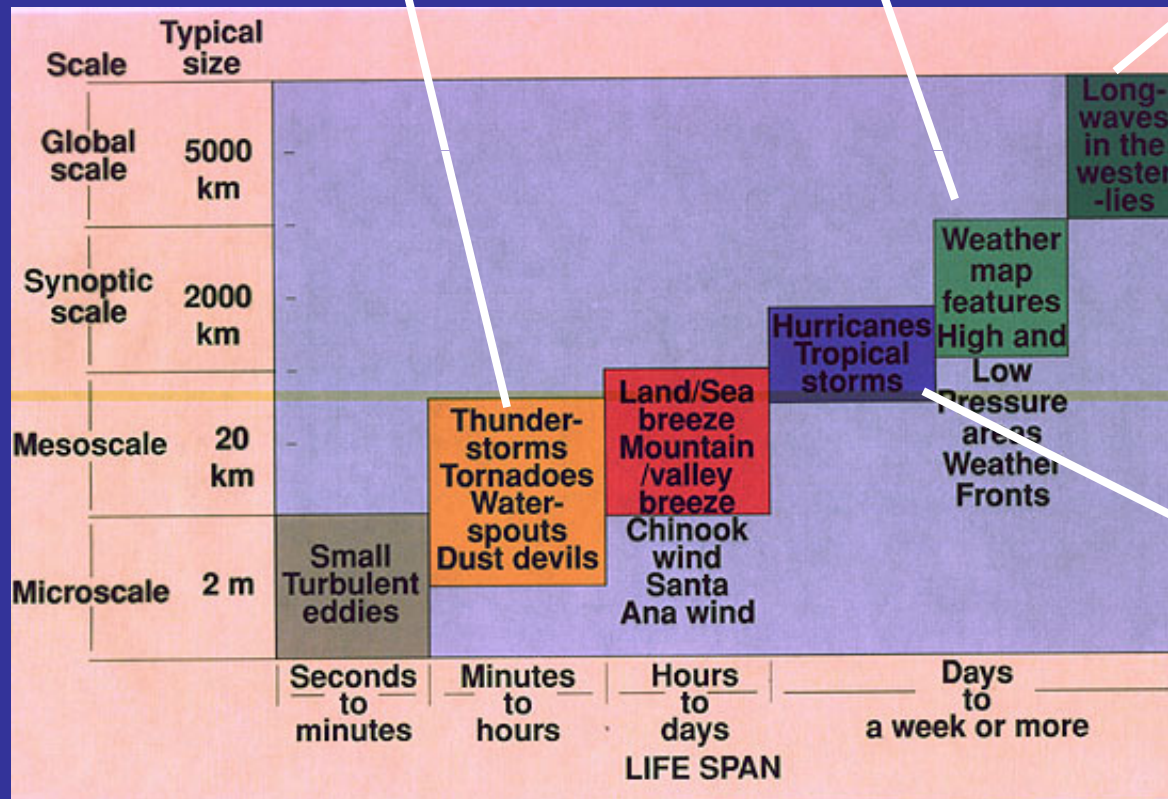 Scale
Typical
size
Global
scale
5000
km
Synoptic
scale
2000
km
Mesoscale
20
km
Microscale
2 m
Small
Turbulent
eddies
Thunder-
storms
Tornadoes
Water-
spouts
Dust devils
Land/Sea
breeze
Mountain
/valley
breeze
Chinook
wind
Santa
Ana wind
Hurricanes
Tropical
storms
Weather
map
features
High and
Low
Pressure
areas
Weather
Fronts
Long-
waves
in the
wester
-lies
Seconds
to
minutes
Minutes
to
hours
Hours
to
days
Days
to
a week or more
LIFE SPAN